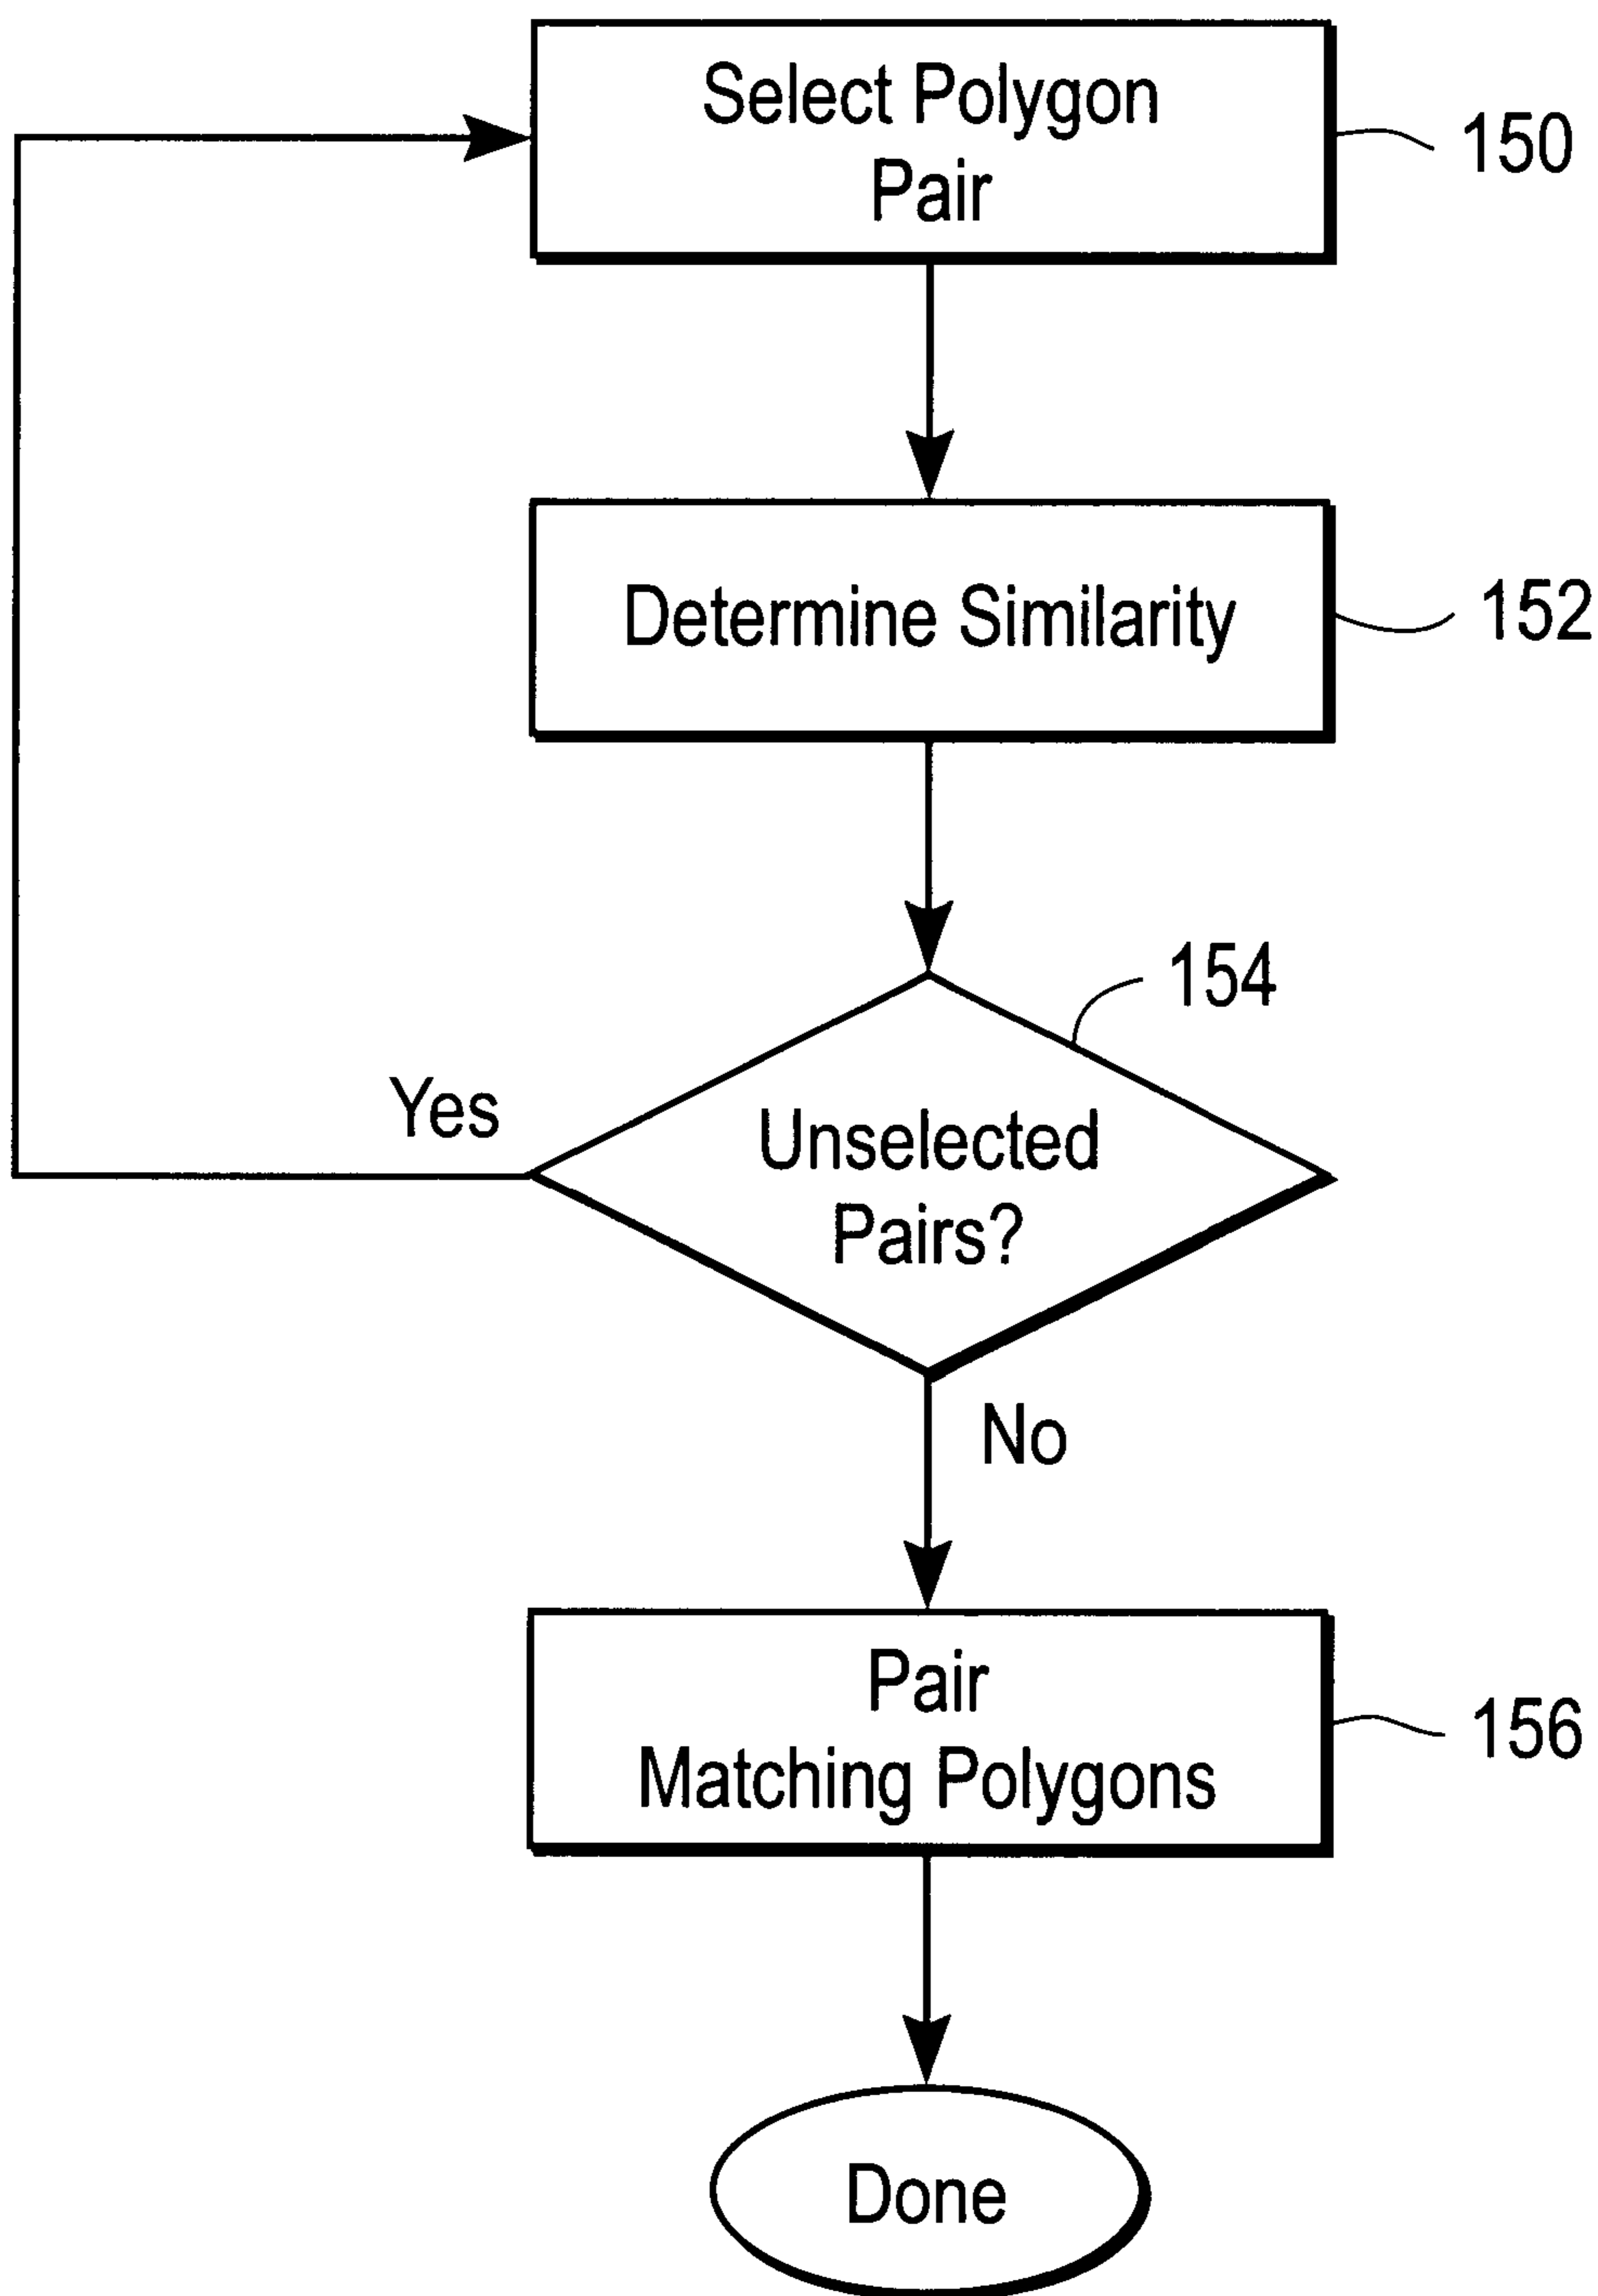 Select Polygon
Pair
150
Determine Similarity
152
154
Yes
Unselected
Pairs?
No
Pair
Matching Polygons
156
Done